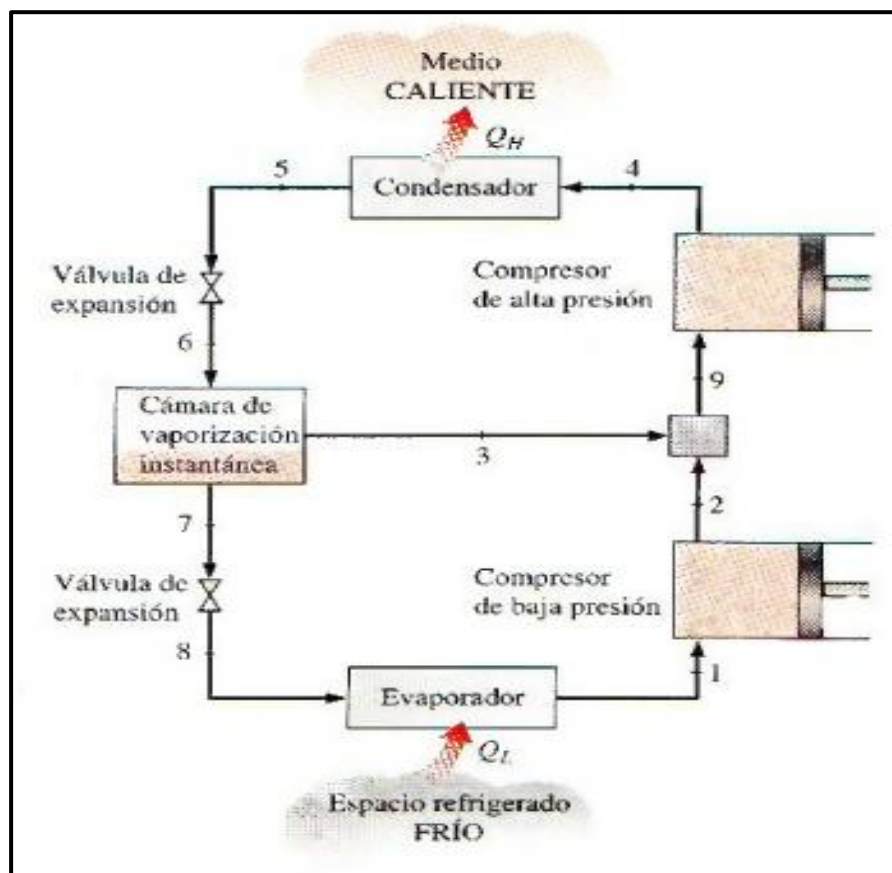 Medio
CALIENTE
Q_H
5
Condensador
4
Válvula de
expansión
Compresor
de alta presión
6
9
Cámara de
vaporización
instantánea
3
7
2
Válvula de
expansión
Compresor
de baja presión
8
1
Evaporador
Q_L
Espacio refrigerado
FRÍO